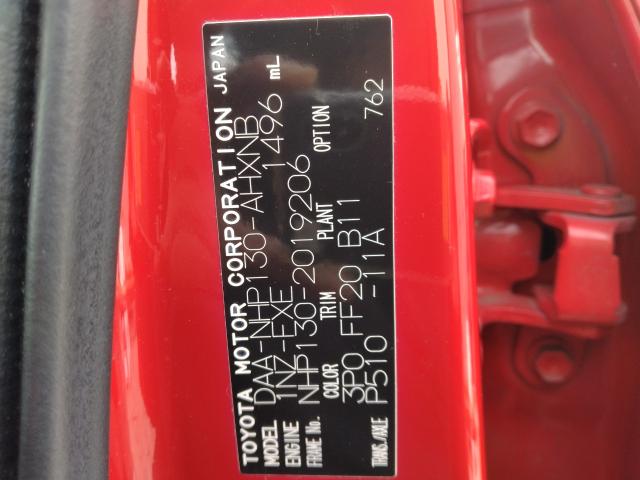 TOYOTA MOTOR CORPORATION JAPAN
MODEL DAA-NHP130-AHXNB
ENGINE 1NZ-EXE 1496 mL
FRAME No. NHP130-2019206
COLOR TRIM PLANT OPTION
3P0 FF20 B11 762
TRANS./AXLE P510 -11A